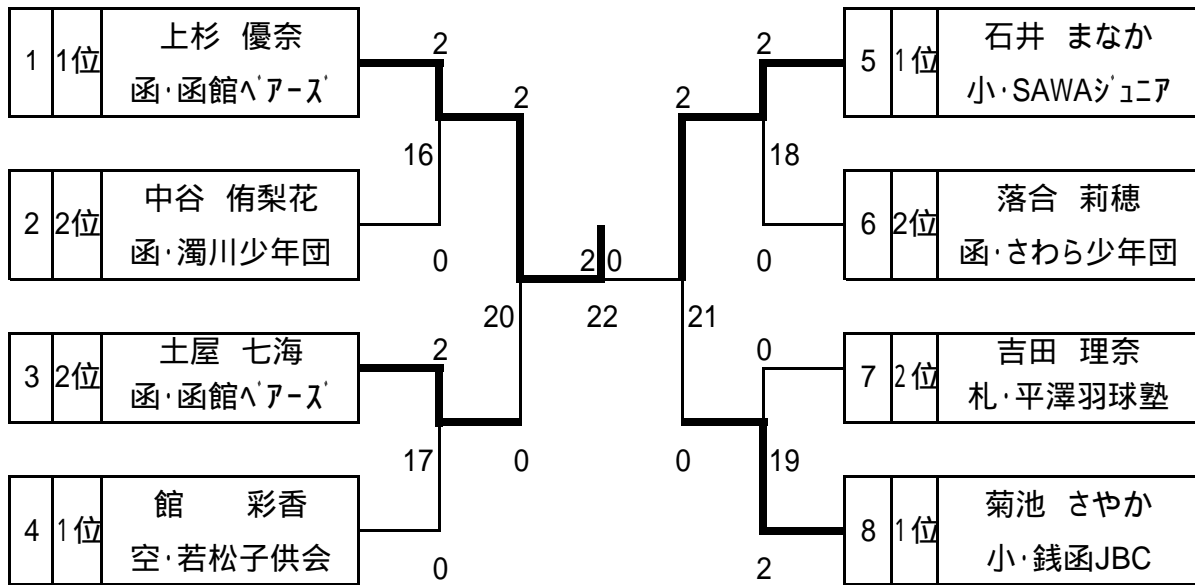 1 1位 上杉 優奈
函·函館ﾍﾞｱｰｽﾞ
2 2位 中谷 侑梨花
函·濁川少年団
3 2位 土屋 七海
函·函館ﾍﾞｱｰｽﾞ
4 1位 館 彩香
空·若松子供会
2
16
0
2
17
0
2
20
0
2 0
22
2
21
0
2
18
0
0
19
2
5 1位 石井 まなか
小·SAWAｼﾞｭﾆｱ
6 2位 落合 莉穂
函·さわら少年団
7 2位 吉田 理奈
札·平澤羽球塾
8 1位 菊池 さやか
小·銭函JBC